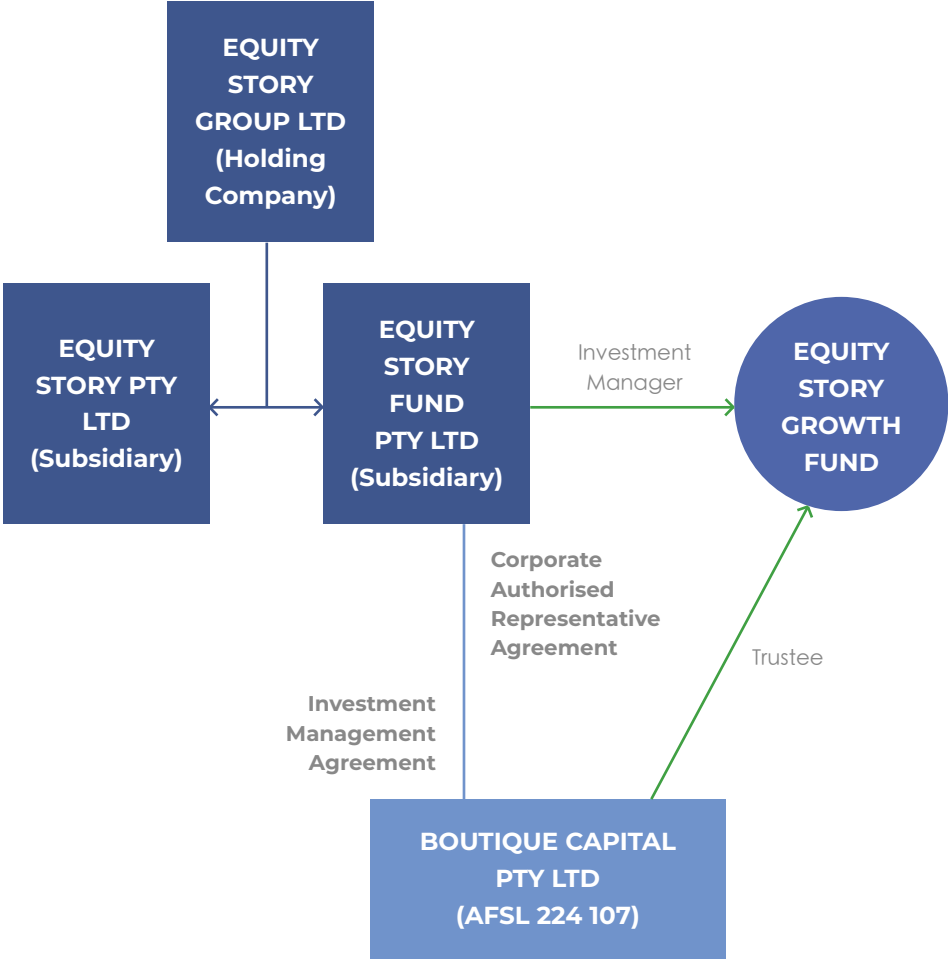 EQUITY
STORY
GROUP LTD
(Holding
Company)
EQUITY
STORY PTY
LTD
(Subsidiary)
EQUITY
STORY
FUND
PTY LTD
(Subsidiary)
Investment
Manager
EQUITY
STORY
GROWTH
FUND
Corporate
Authorised
Representative
Agreement
Trustee
Investment
Management
Agreement
BOUTIQUE CAPITAL
PTY LTD
(AFSL 224 107)